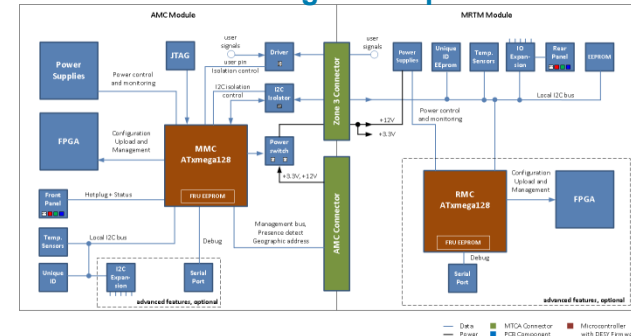 AMC Module
MRTM Module
Power
Supplies
JTAG
user
signals
Driver
user pin
Isolation control
user
signals
Power
Supplies
Unique
ID
EEprom
Temp.
Sensors
IO
Expan-
sion
Rear
Panel
EEPROM
Power control
and monitoring
I2C isolation
control
I2C
Isolator
Zone 3 Connector
Local I2C bus
FPGA
Configuration
Upload and
Management
MMC
ATxmega128
FRU EEPROM
Power
switch
+12V
+3.3V
Power control
and monitoring
+3.3V, +12V
AMC Connector
RMC
ATxmega128
FRU EEPROM
Configuration
Upload and
Management
FPGA
Front
Panel
Hotplug + Status
Temp.
Sensors
Local I2C bus
Management bus,
Presence detect
Geographic address
Unique
ID
I2C
Expan-
sion
Debug
Serial
Port
Debug
Serial
Port
advanced features, optional
advanced features, optional
Data
MTCA Connector
Microcontroller
Power
PCB Component